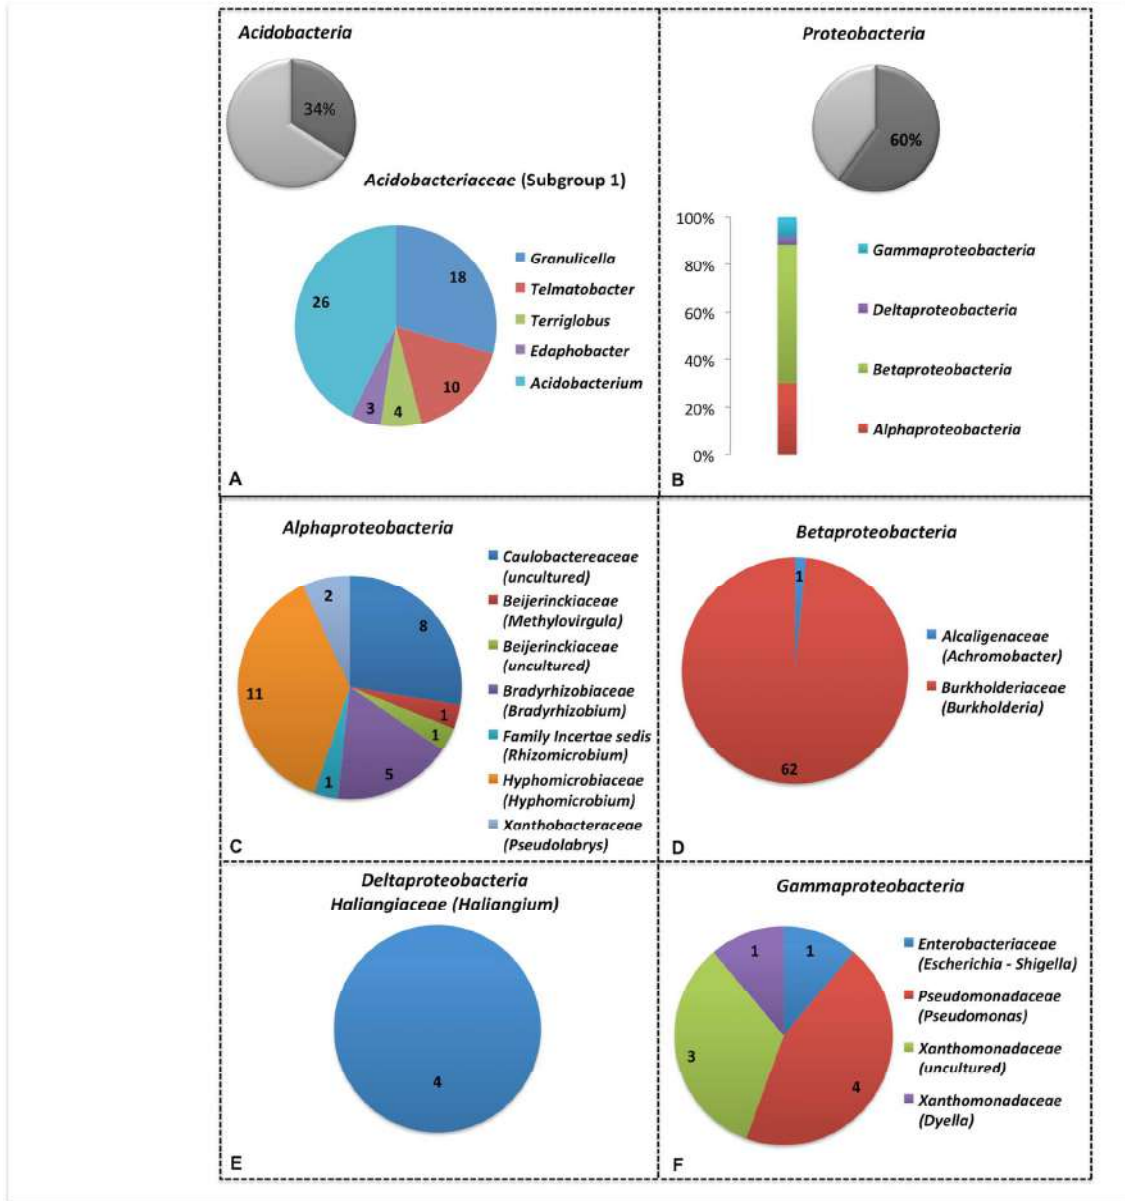 Acidobacteria
34%
Acidobacteriaceae (Subgroup 1)
18
10
4
3
26
Granulicella
Telmatobacter
Terriglobus
Edaphobacter
Acidobacterium
A
Proteobacteria
60%
100%
80%
60%
40%
20%
0%
Gammaproteobacteria
Deltaproteobacteria
Betaproteobacteria
Alphaproteobacteria
B
Alphaproteobacteria
8
1
1
5
1
11
2
Caulobactereaceae
(uncultured)
Beijerinckiaceae
(Methylovirgula)
Beijerinckiaceae
(uncultured)
Bradyrhizobiaceae
(Bradyrhizobium)
Family Incertae sedis
(Rhizomicrobium)
Hyphomicrobiaceae
(Hyphomicrobium)
Xanthobacteraceae
(Pseudolabrys)
C
Betaproteobacteria
1
62
Alcaligenaceae
(Achromobacter)
Burkholderiaceae
(Burkholderia)
D
Deltaproteobacteria
Haliangiaceae (Haliangium)
4
E
Gammaproteobacteria
1
4
3
1
Enterobacteriaceae
(Escherichia - Shigella)
Pseudomonadaceae
(Pseudomonas)
Xanthomonadaceae
(uncultured)
Xanthomonadaceae
(Dyella)
F